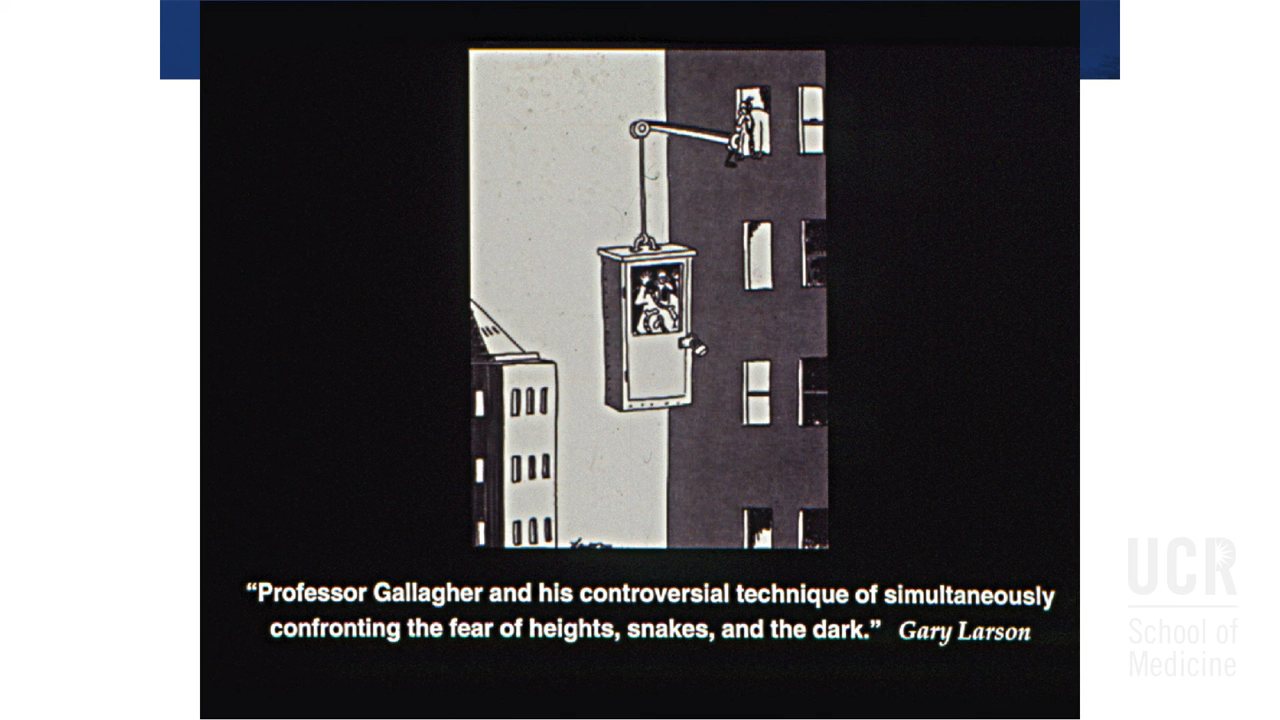 “Professor Gallagher and his controversial technique of simultaneously
confronting the fear of heights, snakes, and the dark.” Gary Larson
UCR
School of
Medicine